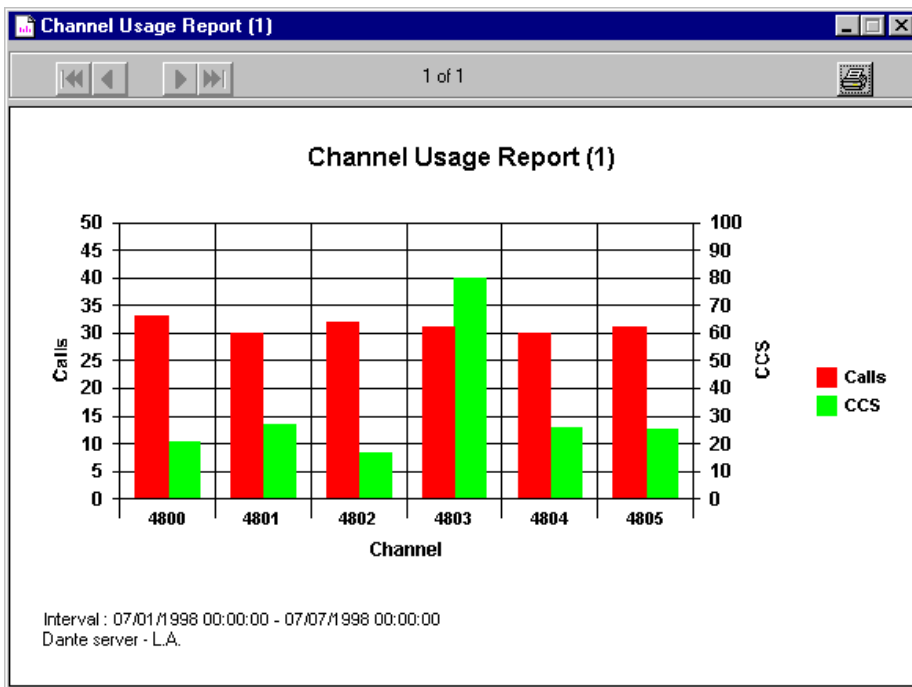 Channel Usage Report (1)
1 of 1
Channel Usage Report (1)
50
45
40
35
30
25
20
15
10
5
0
Calls
100
90
80
70
60
50
40
30
20
10
0
CCS
4800 4801 4802 4803 4804 4805
Channel
Calls
CCS
Interval : 07/01/1998 00:00:00 - 07/07/1998 00:00:00
Dante server - L.A.